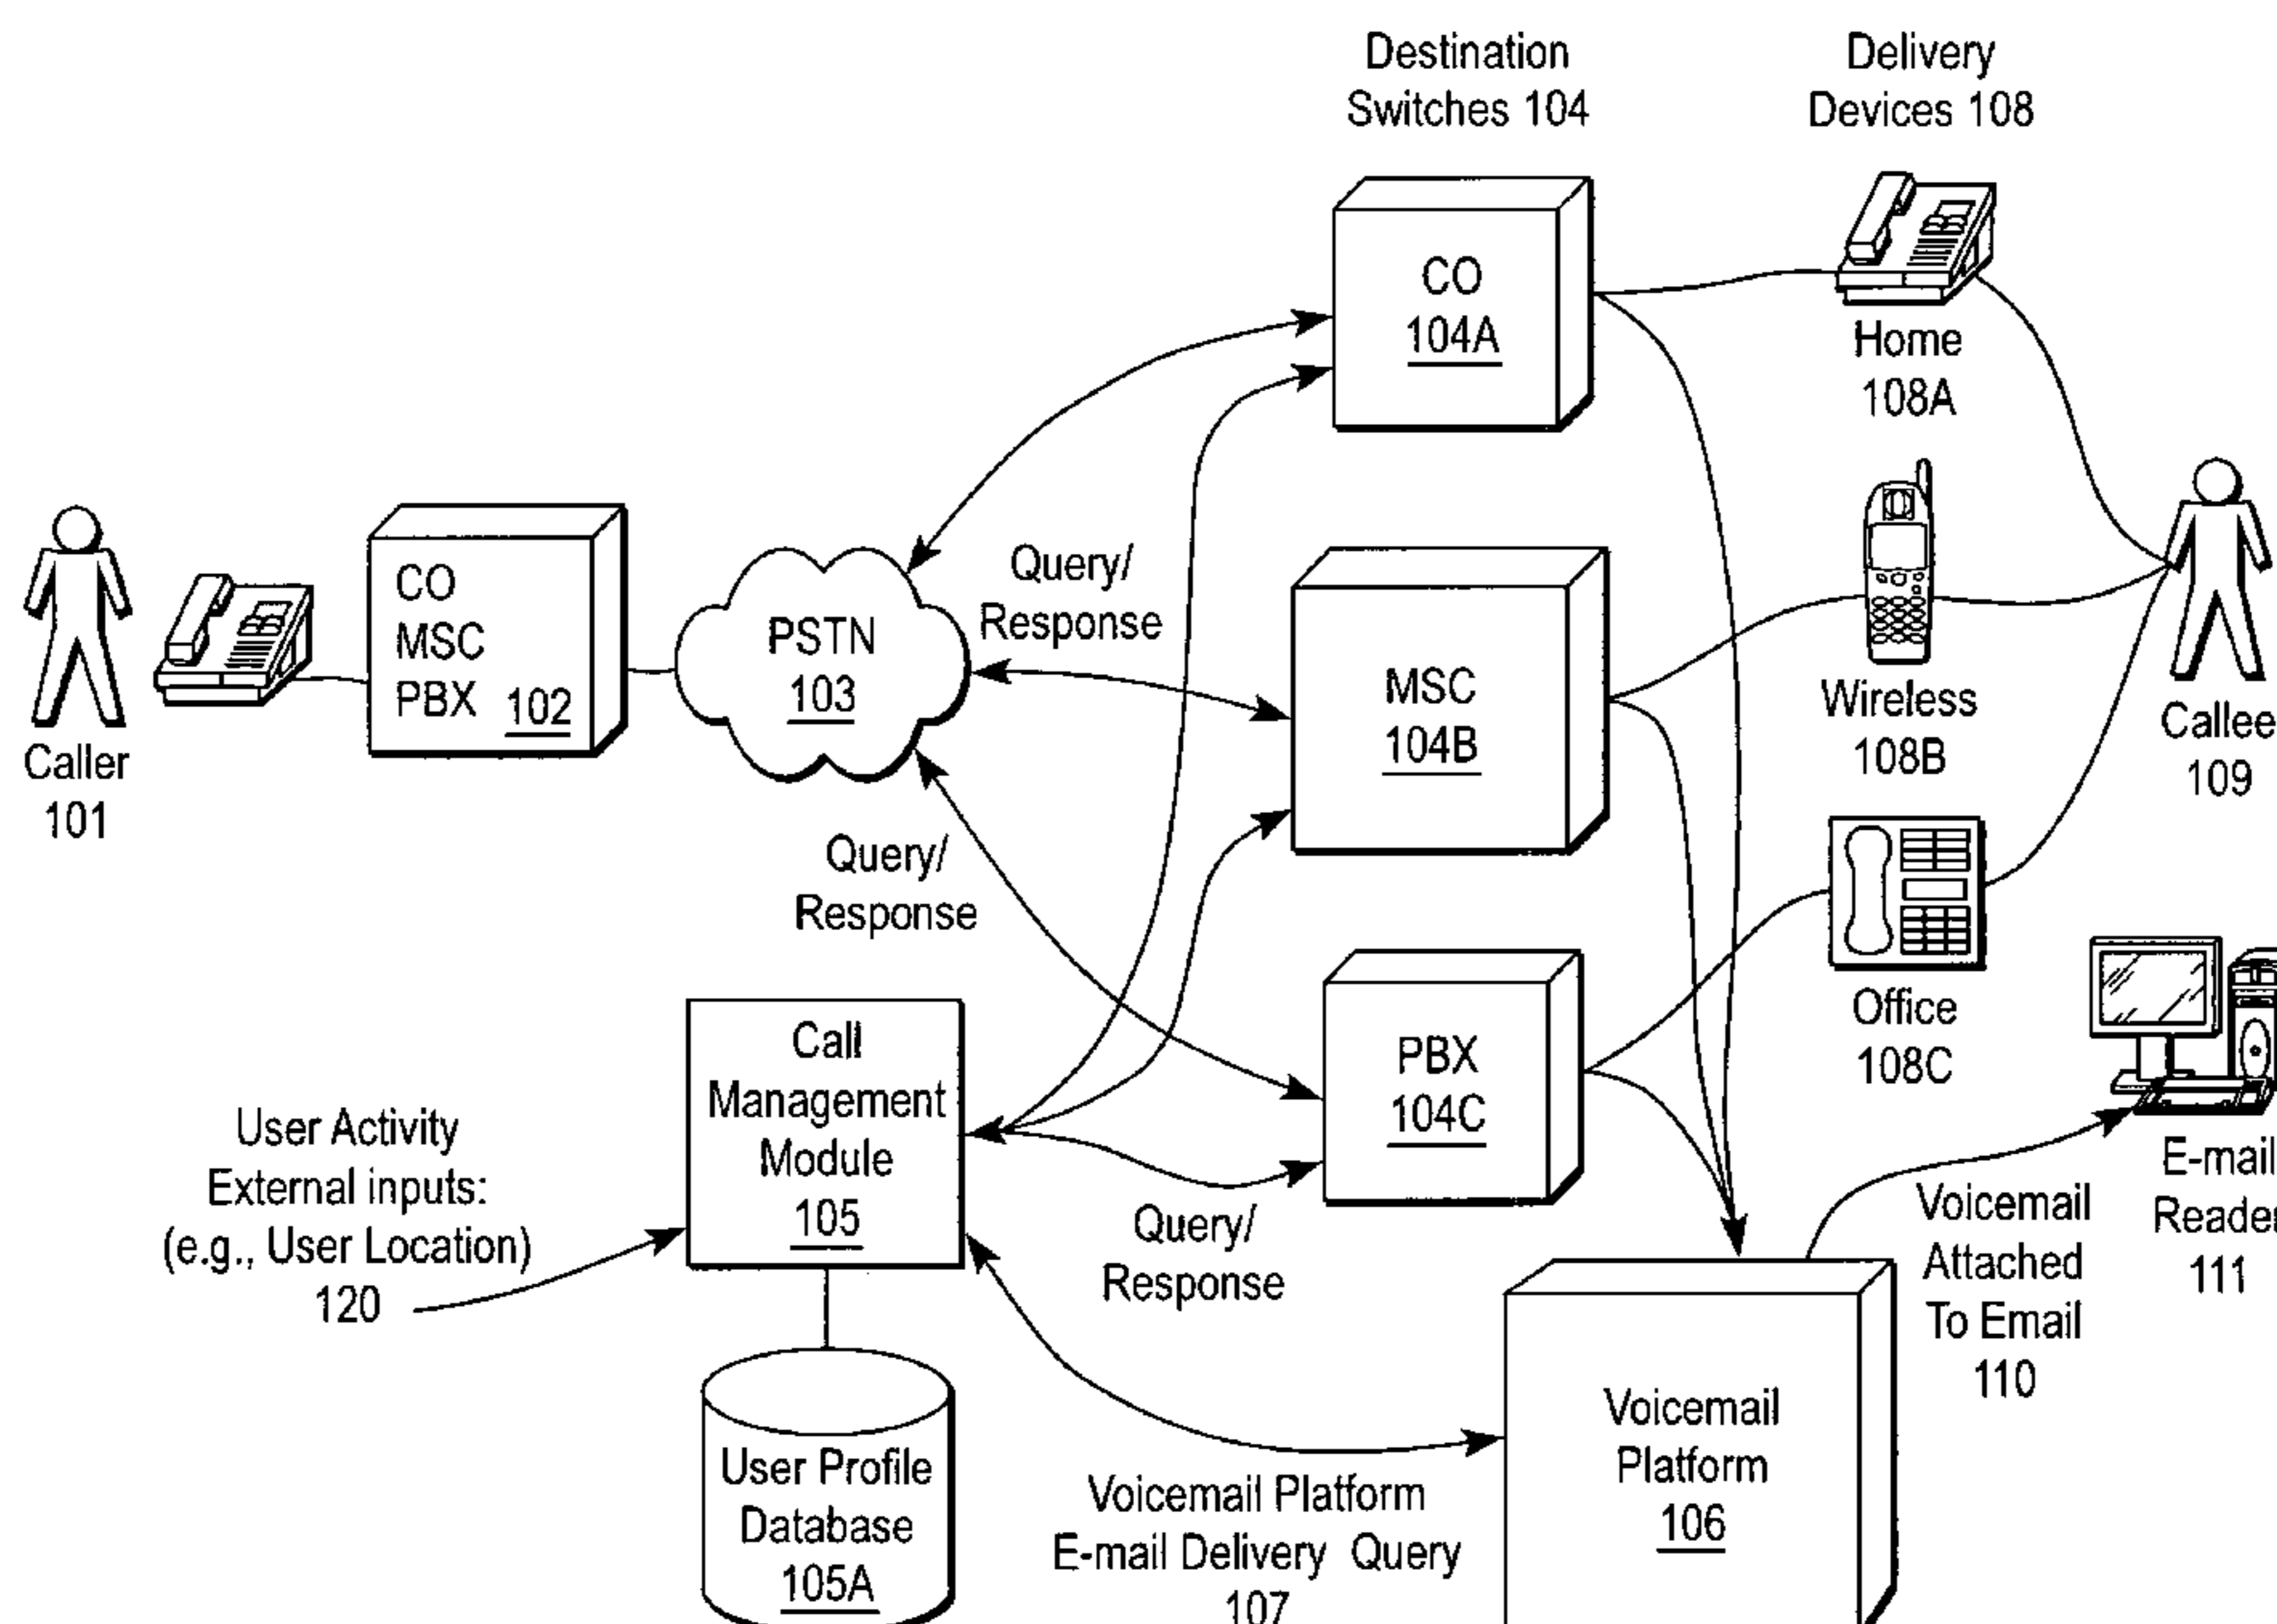 Destination
Switches 104
Delivery
Devices 108
CO
104A
Home
108A
CO
MSC
PBX 102
PSTN
103
Query/
Response
MSC
104B
Wireless
108B
Caller
101
Callee
109
Query/
Response
Office
108C
Call
Management
Module
105
PBX
104C
User Activity
External inputs:
(e.g., User Location)
120
Query/
Response
Voicemail
Attached
To Email
110
E-mail
Reader
111
User Profile
Database
105A
Voicemail Platform
E-mail Delivery Query
107
Voicemail
Platform
106